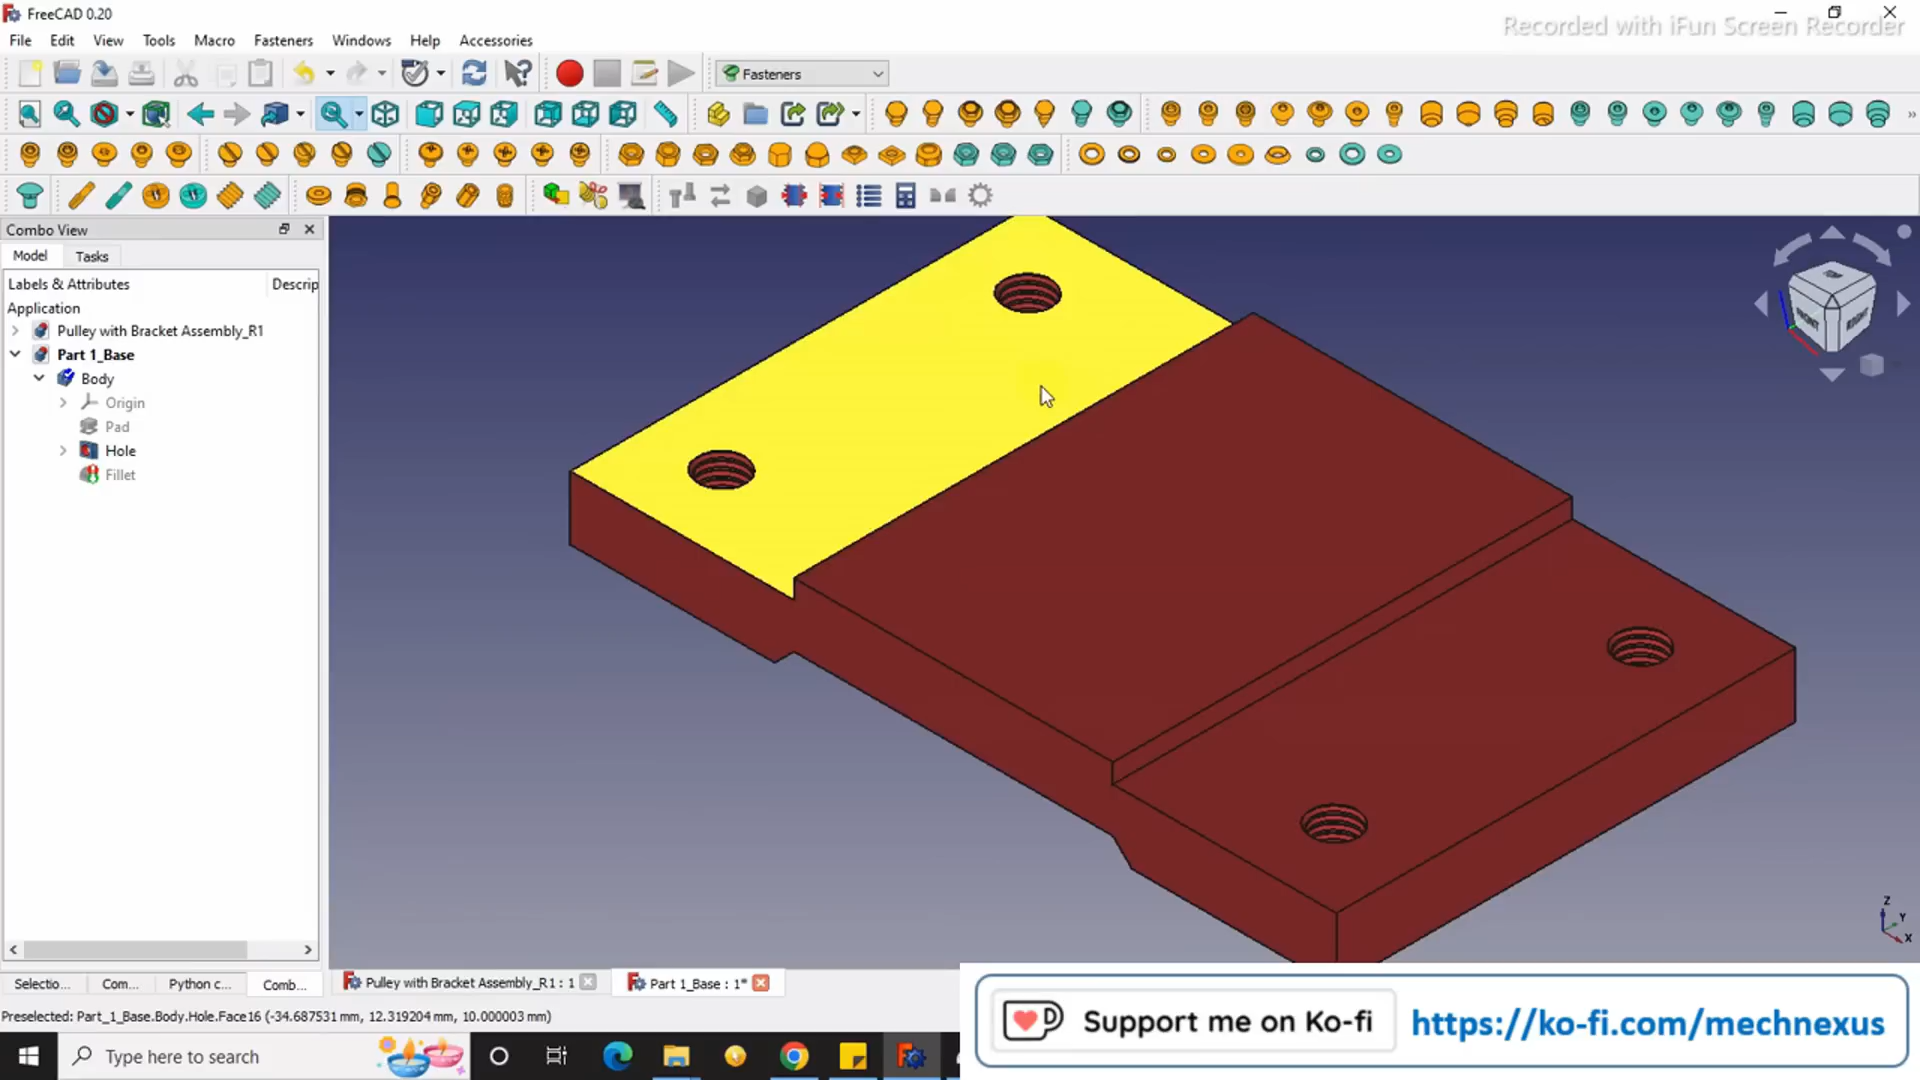 FreeCAD 0.20
Recorded with iFun Screen Recorder
File Edit View Tools Macro Fasteners Windows Help Accessories
Fasteners
Combo View
Model Tasks
Labels & Attributes Descrip
Application
Pulley with Bracket Assembly_R1
Part 1_Base
Body
Origin
Pad
Hole
Fillet
FRONT
RIGHT
Z
Y
X
Selectio... Com... Python c... Comb...
Pulley with Bracket Assembly_R1 : 1
Part 1_Base : 1*
Preselected: Part_1_Base.Body.Hole.Face16 (-34.687531 mm, 12.319204 mm, 10.000003 mm)
Support me on Ko-fi
https://ko-fi.com/mechnexus
Type here to search